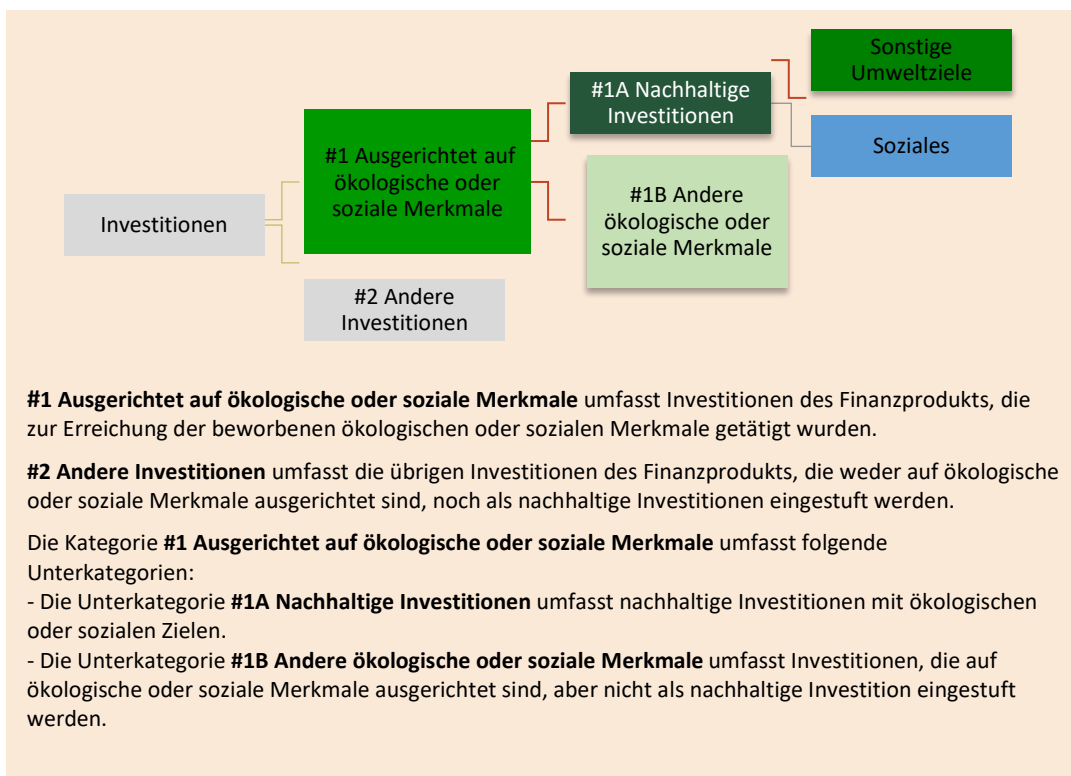 Sonstige
Umweltziele
#1A Nachhaltige
Investitionen
#1 Ausgerichtet auf
ökologische oder
soziale Merkmale
Soziales
Investitionen
#1B Andere
ökologische oder
soziale Merkmale
#2 Andere
Investitionen
#1 Ausgerichtet auf ökologische oder soziale Merkmale umfasst Investitionen des Finanzprodukts, die
zur Erreichung der beworbenen ökologischen oder sozialen Merkmale getätigt wurden.
#2 Andere Investitionen umfasst die übrigen Investitionen des Finanzprodukts, die weder auf ökologische
oder soziale Merkmale ausgerichtet sind, noch als nachhaltige Investitionen eingestuft werden.
Die Kategorie #1 Ausgerichtet auf ökologische oder soziale Merkmale umfasst folgende
Unterkategorien:
- Die Unterkategorie #1A Nachhaltige Investitionen umfasst nachhaltige Investitionen mit ökologischen
oder sozialen Zielen.
- Die Unterkategorie #1B Andere ökologische oder soziale Merkmale umfasst Investitionen, die auf
ökologische oder soziale Merkmale ausgerichtet sind, aber nicht als nachhaltige Investition eingestuft
werden.